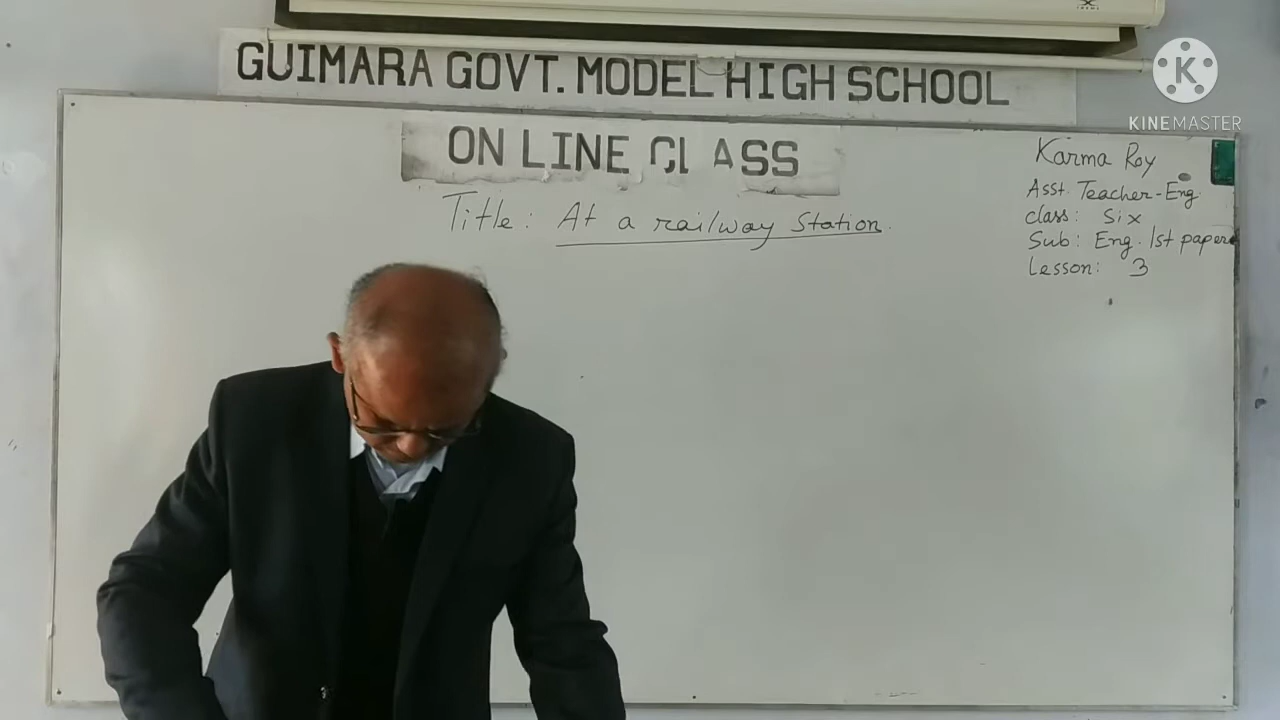 GUIMARA GOVT. MODEL HIGH SCHOOL
KINEMASTER
ON LINE CLASS
Karma Roy
Asst. Teacher-Eng
Title: At a railway Station.
class: Six
Sub: Eng. 1st paper
Lesson: 3